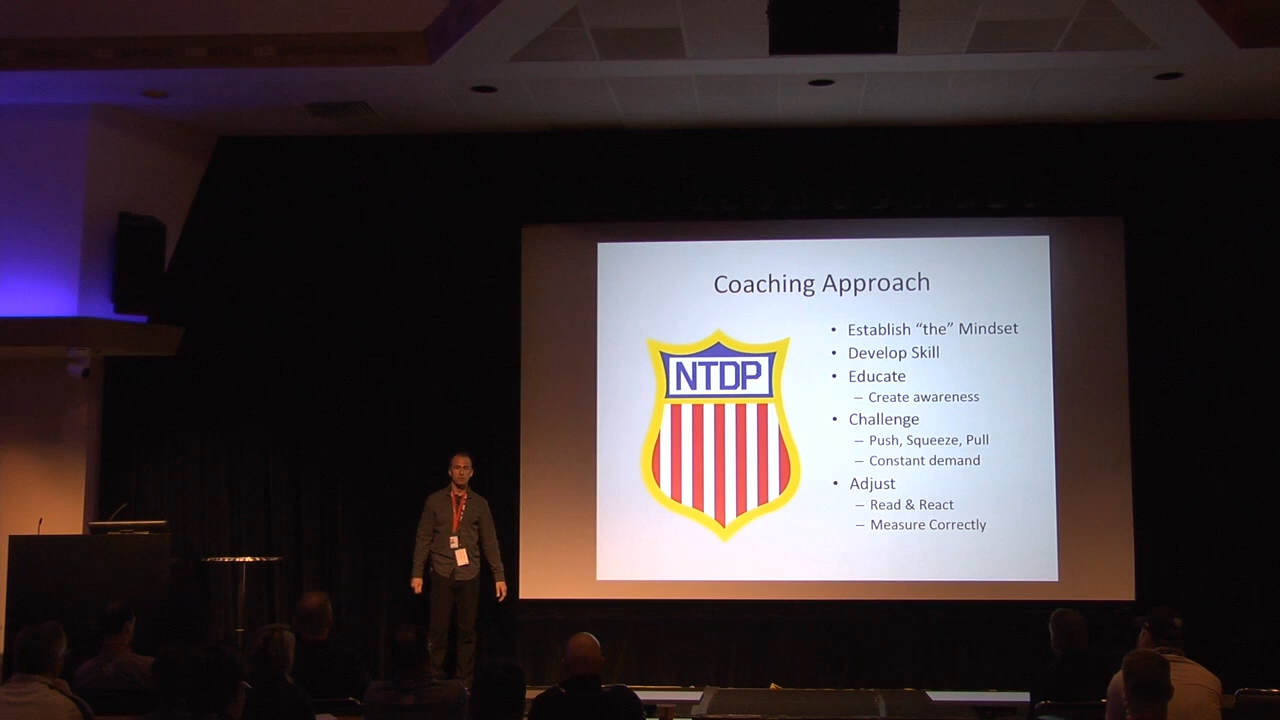 Coaching Approach
NTDP
• Establish “the” Mindset
• Develop Skill
• Educate
– Create awareness
• Challenge
– Push, Squeeze, Pull
– Constant demand
• Adjust
– Read & React
– Measure Correctly